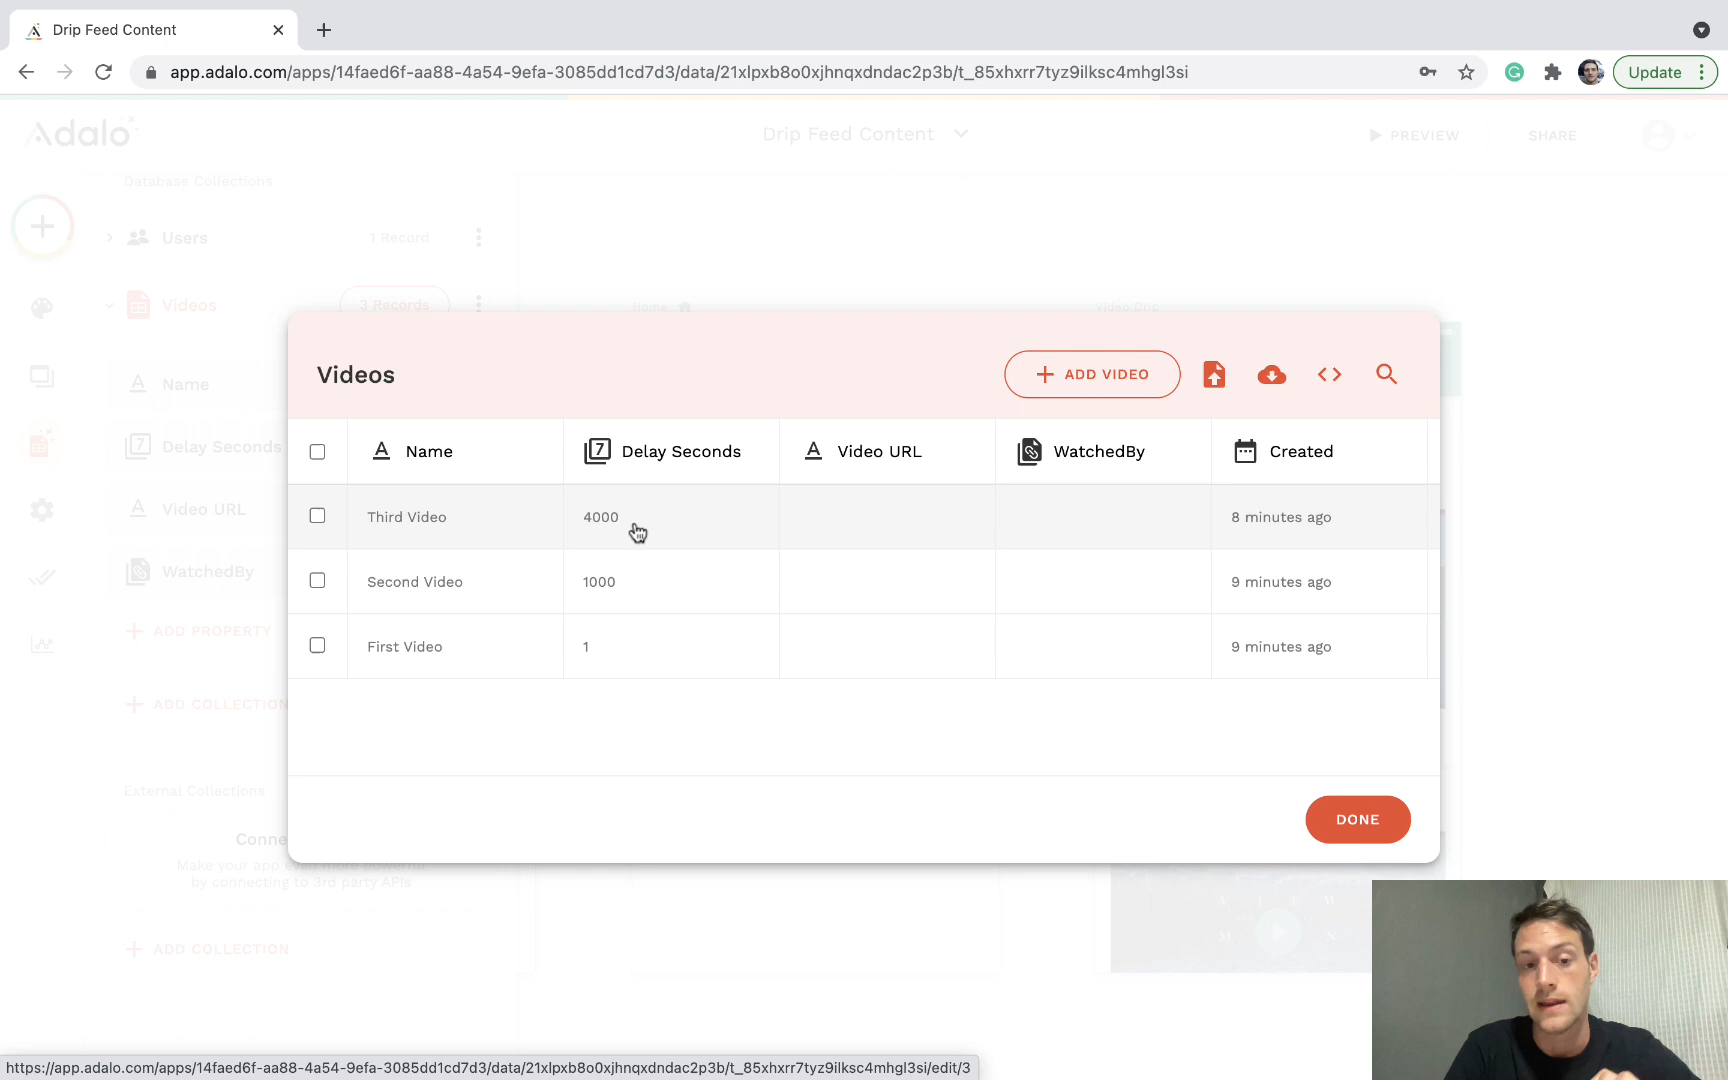 Drip Feed Content
app.adalo.com/apps/14faed6f-aa88-4a54-9efa-3085dd1cd7d3/data/21xlpxb8o0xjhnqxdndac2p3b/t_85xhxrr7tyz9ilksc4mhgl3si
Update
Adalo
Drip Feed Content
PREVIEW
SHARE
Database Collections
Users
1 Record
Videos
3 Records
Name
Delay Seconds
Video URL
WatchedBy
ADD PROPERTY
ADD COLLECTION
External Collections
Conne
Make your app even more powerful
by connecting to 3rd party APIs
ADD COLLECTION
Home
Video Drip
Videos
ADD VIDEO
Name
7
Delay Seconds
Video URL
WatchedBy
Created
Third Video
4000
8 minutes ago
Second Video
1000
9 minutes ago
First Video
1
9 minutes ago
DONE
https://app.adalo.com/apps/14faed6f-aa88-4a54-9efa-3085dd1cd7d3/data/21xlpxb8o0xjhnqxdndac2p3b/t_85xhxrr7tyz9ilksc4mhgl3si/edit/3